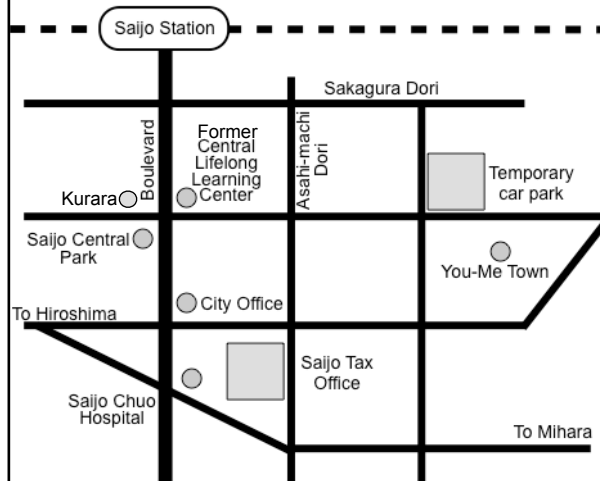 Saijo Station
Sakagura Dori
Boulevard
Former
Central
Lifelong
Learning
Center
Asahi-machi
Dori
Kurara
Temporary
car park
Saijo Central
Park
You-Me Town
City Office
To Hiroshima
Saijo Tax
Office
Saijo Chuo
Hospital
To Mihara